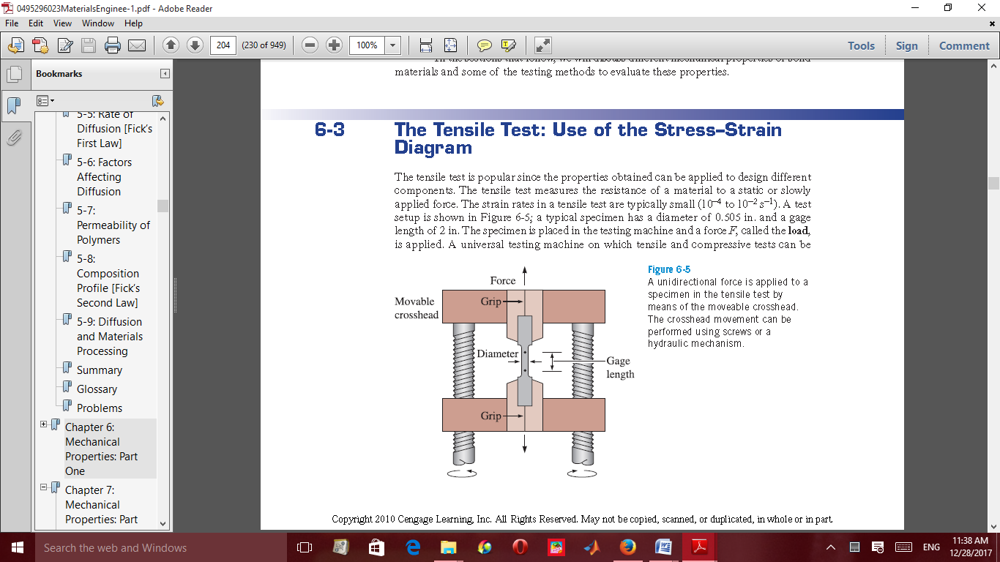 0495296023MaterialsEnginee-1.pdf - Adobe Reader
File Edit View Window Help
204 (230 of 949) 100% Tools Sign Comment
Bookmarks
5-5: Rate of
Diffusion [Fick's
First Law]
5-6: Factors
Affecting
Diffusion
5-7:
Permeability of
Polymers
5-8:
Composition
Profile [Fick's
Second Law]
5-9: Diffusion
and Materials
Processing
Summary
Glossary
Problems
Chapter 6:
Mechanical
Properties: Part
One
Chapter 7:
Mechanical
Properties: Part
In the sections that follow, we will discuss different mechanical properties of solid
materials and some of the testing methods to evaluate these properties.
6-3 The Tensile Test: Use of the Stress–Strain
Diagram
The tensile test is popular since the properties obtained can be applied to design different
components. The tensile test measures the resistance of a material to a static or slowly
applied force. The strain rates in a tensile test are typically small (10⁻⁴ to 10⁻² s⁻¹). A test
setup is shown in Figure 6-5; a typical specimen has a diameter of 0.505 in. and a gage
length of 2 in. The specimen is placed in the testing machine and a force F, called the load,
is applied. A universal testing machine on which tensile and compressive tests can be
Force
Grip
Movable
crosshead
Diameter
Gage
length
Grip
Figure 6-5
A unidirectional force is applied to a
specimen in the tensile test by
means of the moveable crosshead.
The crosshead movement can be
performed using screws or a
hydraulic mechanism.
Copyright 2010 Cengage Learning, Inc. All Rights Reserved. May not be copied, scanned, or duplicated, in whole or in part.
Search the web and Windows
ENG
11:38 AM
12/28/2017